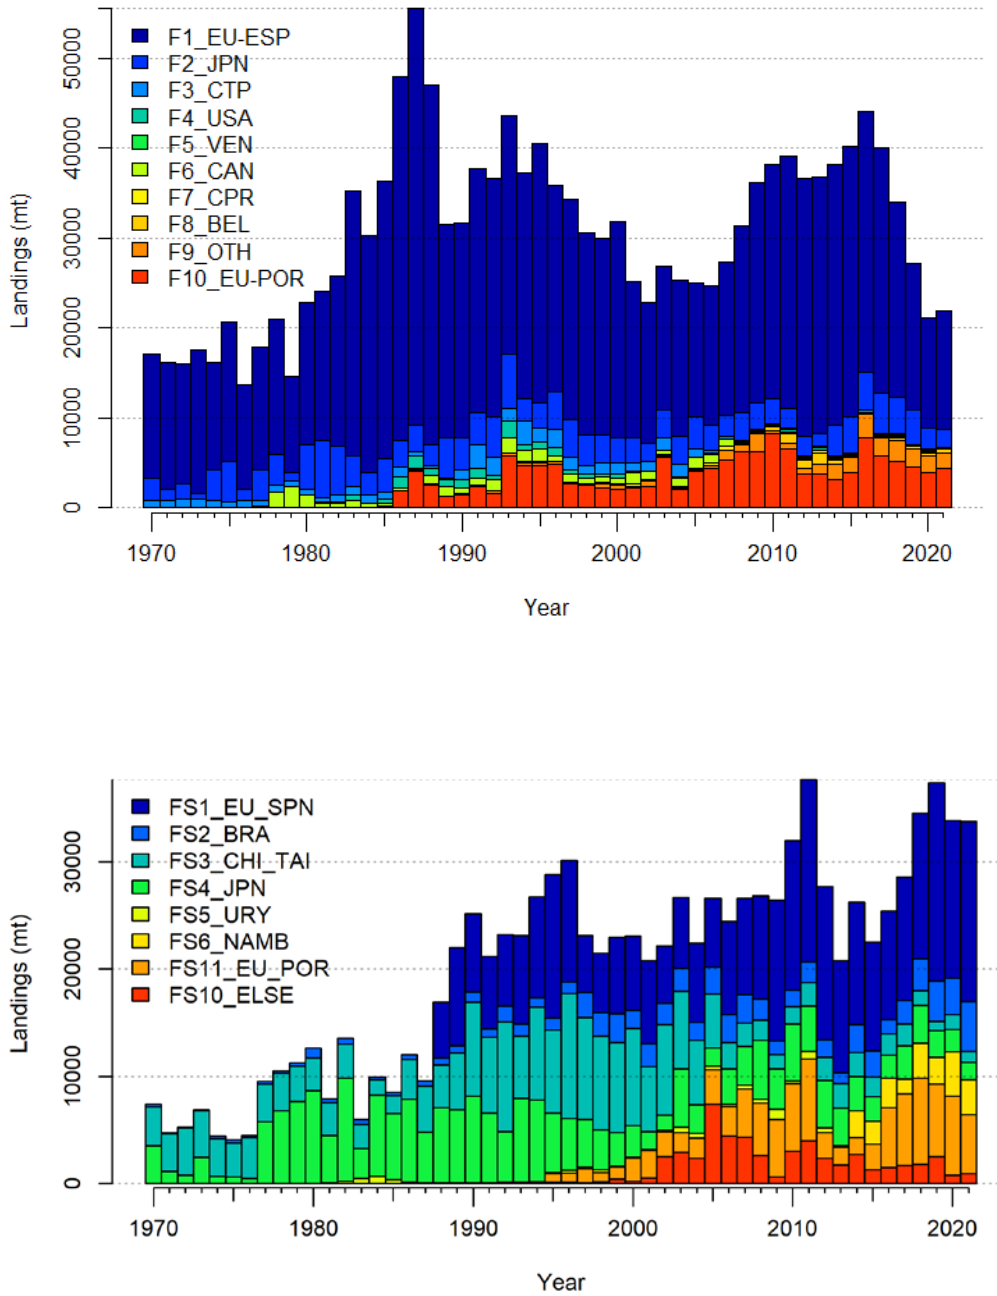 50000
40000
30000
20000
10000
0
Landings (mt)
F1_EU-ESP
F2_JPN
F3_CTP
F4_USA
F5_VEN
F6_CAN
F7_CPR
F8_BEL
F9_OTH
F10_EU-POR
1970 1980 1990 2000 2010 2020
Year
30000
20000
10000
0
Landings (mt)
FS1_EU_SPN
FS2_BRA
FS3_CHI_TAI
FS4_JPN
FS5_URY
FS6_NAMB
FS11_EU_POR
FS10_ELSE
1970 1980 1990 2000 2010 2020
Year